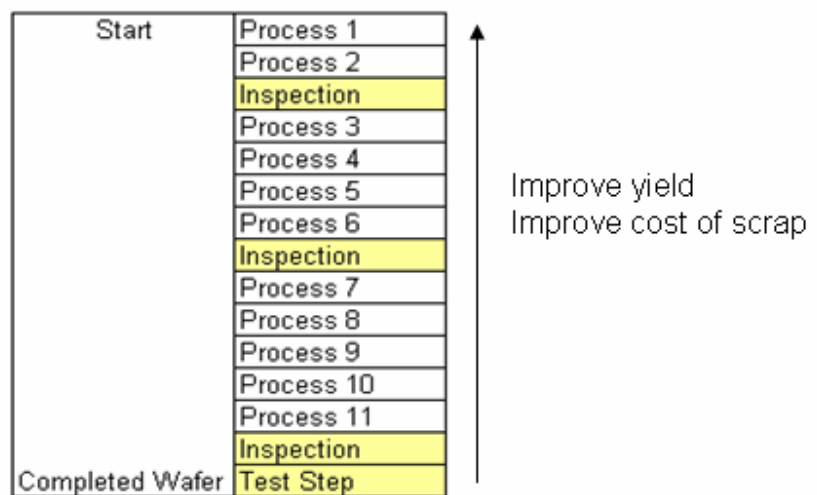 Start Process 1
Process 2
Inspection
Process 3
Process 4
Process 5
Process 6
Inspection
Process 7
Process 8
Process 9
Process 10
Process 11
Inspection
Completed Wafer Test Step
Improve yield
Improve cost of scrap